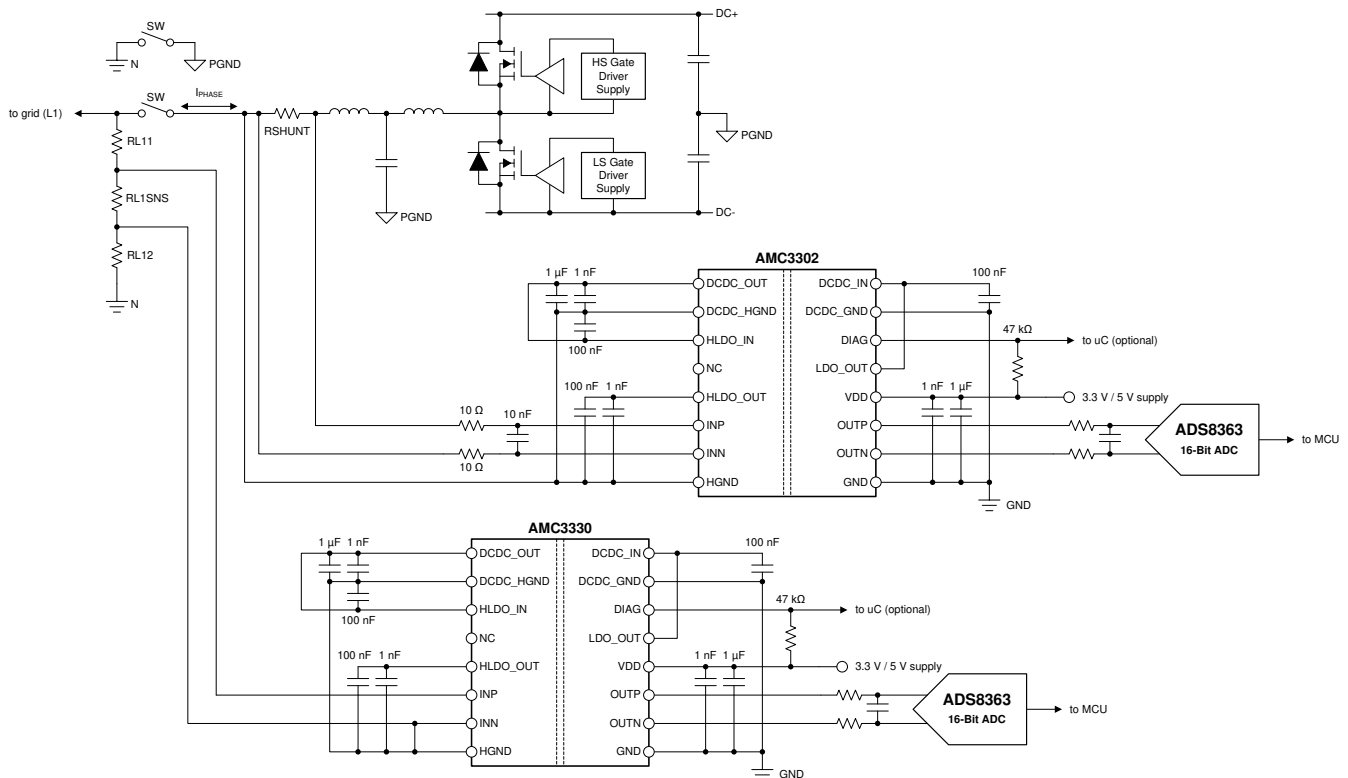 DC+
SW
HS Gate
Driver
Supply
N
PGND
SW
IPHASE
to grid (L1)
RSHUNT
PGND
RL11
LS Gate
Driver
Supply
RL1SNS
PGND
DC-
RL12
N
AMC3302
1 µF
1 nF
100 nF
DCDC_OUT
DCDC_IN
DCDC_HGND
DCDC_GND
47 kΩ
HLDO_IN
DIAG
to uC (optional)
100 nF
NC
LDO_OUT
100 nF
1 nF
1 nF
1 µF
HLDO_OUT
VDD
3.3 V / 5 V supply
10 Ω
10 nF
INP
OUTP
ADS8363
16-Bit ADC
to MCU
INN
OUTN
10 Ω
HGND
GND
GND
AMC3330
1 µF
1 nF
100 nF
DCDC_OUT
DCDC_IN
DCDC_HGND
DCDC_GND
47 kΩ
HLDO_IN
DIAG
to uC (optional)
100 nF
NC
LDO_OUT
100 nF
1 nF
1 nF
1 µF
HLDO_OUT
VDD
3.3 V / 5 V supply
INP
OUTP
ADS8363
16-Bit ADC
to MCU
INN
OUTN
HGND
GND
GND